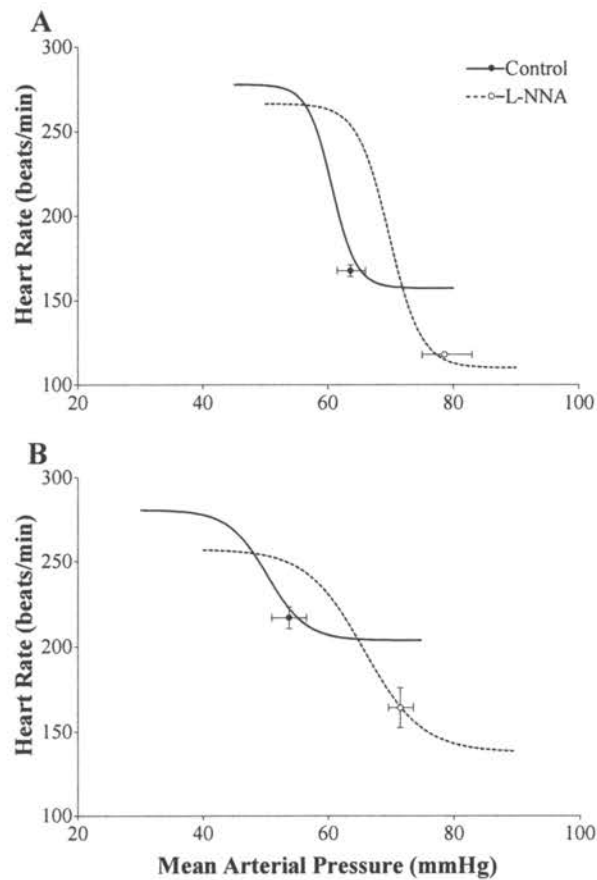 A
300
250
200
150
100
Heart Rate (beats/min)
Control
L-NNA
20 40 60 80 100
B
300
250
200
150
100
Heart Rate (beats/min)
20 40 60 80 100
Mean Arterial Pressure (mmHg)